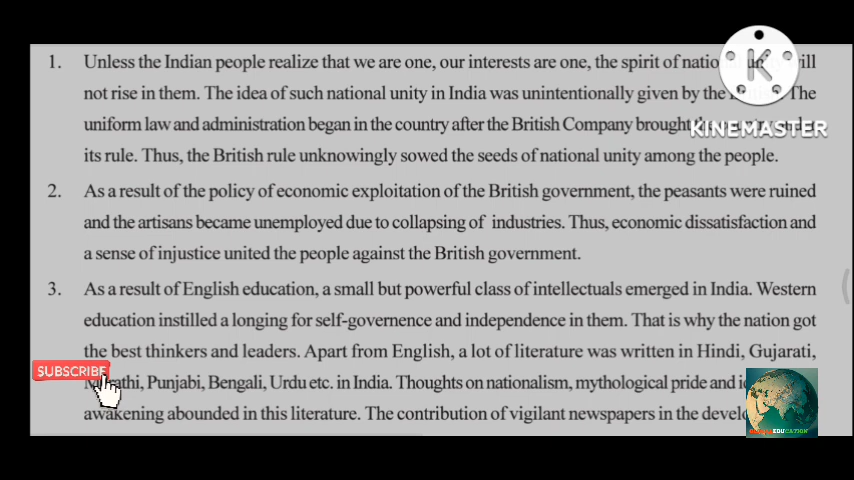 1. Unless the Indian people realize that we are one, our interests are one, the spirit of ill
not rise in them. The idea of such national unity in India was unintentionally given by the The
uniform law and administration began in the country after the British Company brought
KINEMASTER
its rule. Thus, the British rule unknowingly sowed the seeds of national unity among the people.
2. As a result of the policy of economic exploitation of the British government, the peasants were ruined
and the artisans became unemployed due to collapsing of industries. Thus, economic dissatisfaction and
a sense of injustice united the people against the British government.
3. As a result of English education, a small but powerful class of intellectuals emerged in India. Western
education instilled a longing for self-governence and independence in them. That is why the nation got
the best thinkers and leaders. Apart from English, a lot of literature was written in Hindi, Gujarati,
SUBSCRIBE
Punjabi, Bengali, Urdu etc. in India. Thoughts on nationalism, mythological pride and
awakening abounded in this literature. The contribution of vigilant newspapers in the
EDUCATION